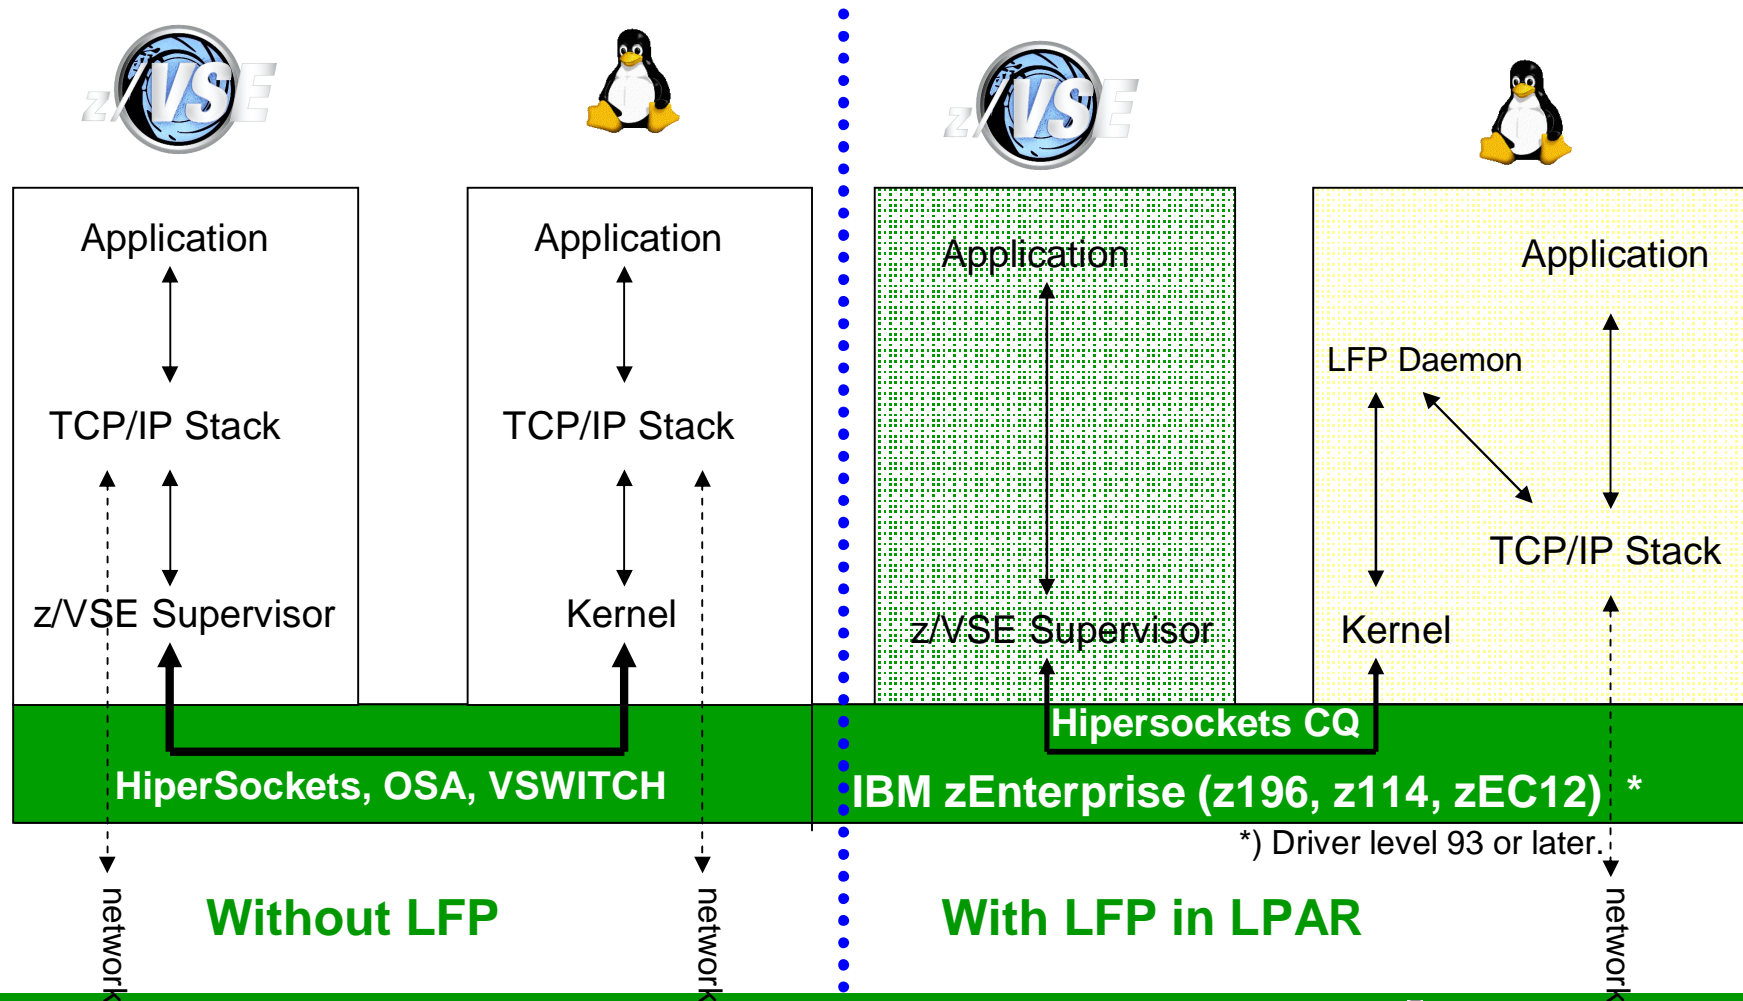 z/VSE
z/VSE
Application
Application
Application
Application
LFP Daemon
TCP/IP Stack
TCP/IP Stack
TCP/IP Stack
z/VSE Supervisor
Kernel
z/VSE Supervisor
Kernel
Hipersockets CQ
HiperSockets, OSA, VSWITCH
IBM zEnterprise (z196, z114, zEC12) *
*) Driver level 93 or later.
network
Without LFP
network
With LFP in LPAR
network